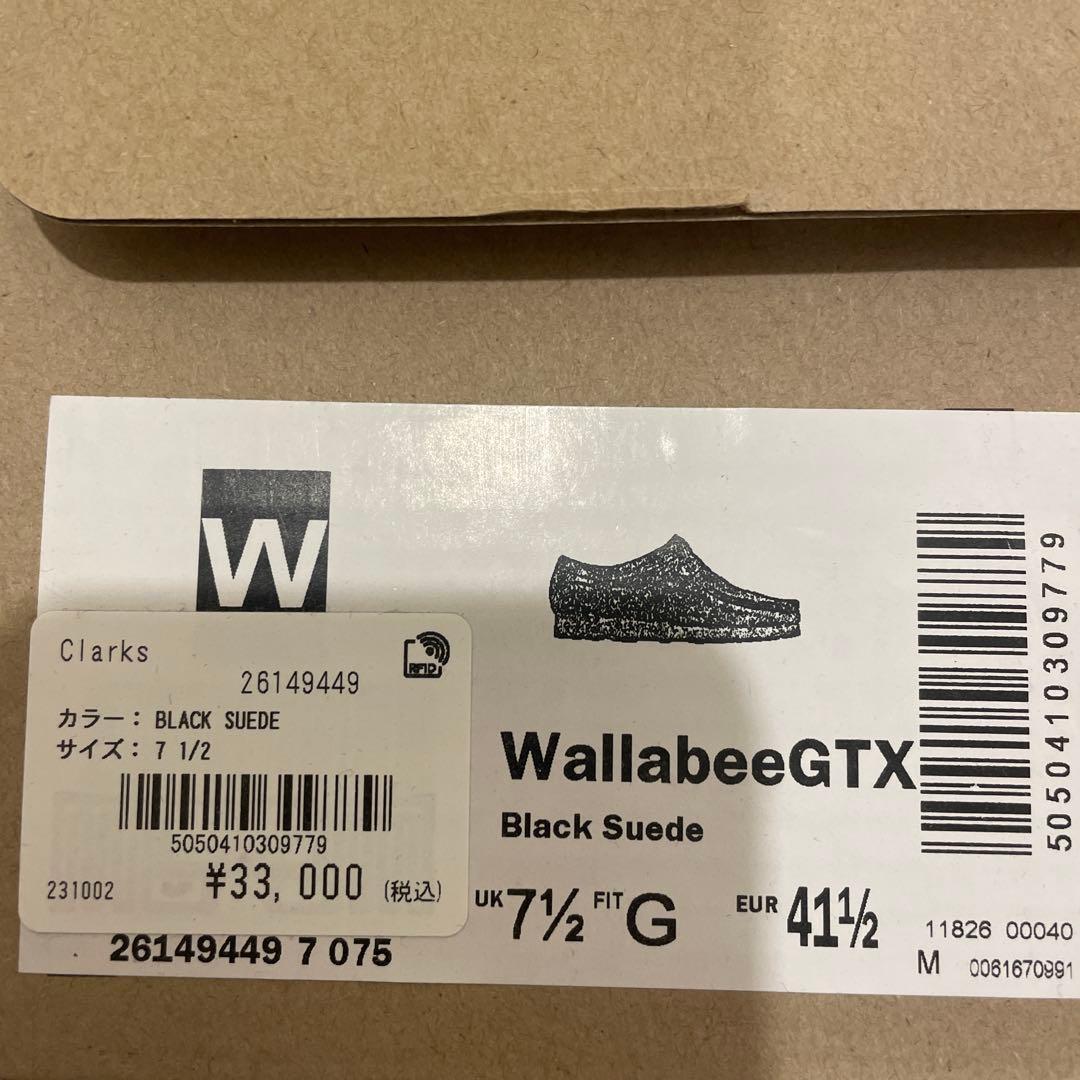 W
Clarks
RFID
26149449
カラー： BLACK SUEDE
サイズ： 7 1/2
5050410309779
¥33,000 (税込)
231002
26149449 7 075
WallabeeGTX
Black Suede
UK 7½ FIT G EUR 41½
5050410309779
11826 00040
M 0061670991